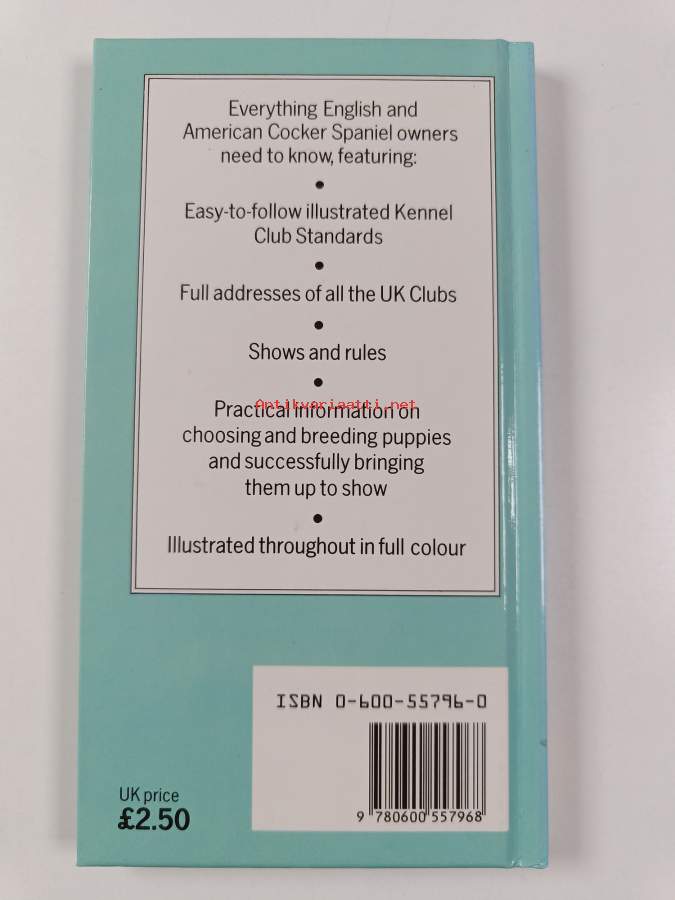 Everything English and
American Cocker Spaniel owners
need to know, featuring:
•
Easy-to-follow illustrated Kennel
Club Standards
•
Full addresses of all the UK Clubs
•
Shows and rules
•
Antikvariaatti.net
Practical information on
choosing and breeding puppies
and successfully bringing
them up to show
•
Illustrated throughout in full colour
ISBN 0-600-55796-0
9 780600 557968
UK price
£2.50